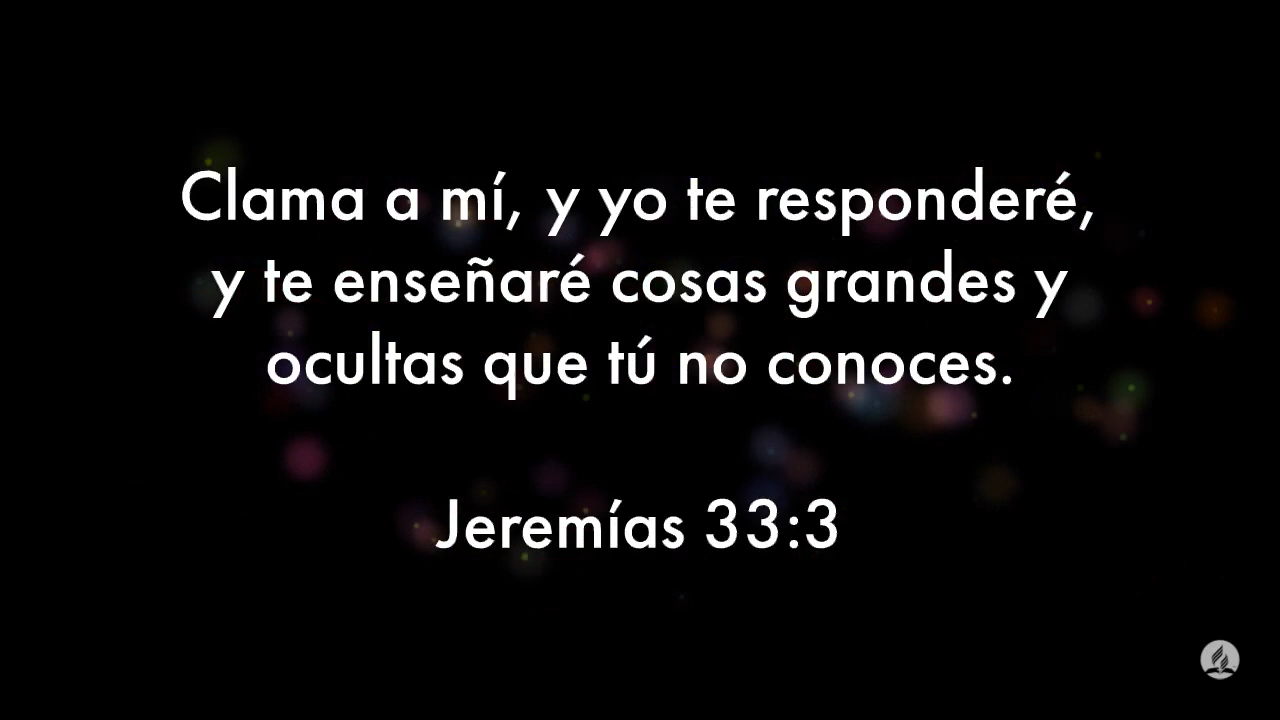 Clama a mí, y yo te responderé,
y te enseñaré cosas grandes y
ocultas que tú no conoces.
Jeremías 33:3